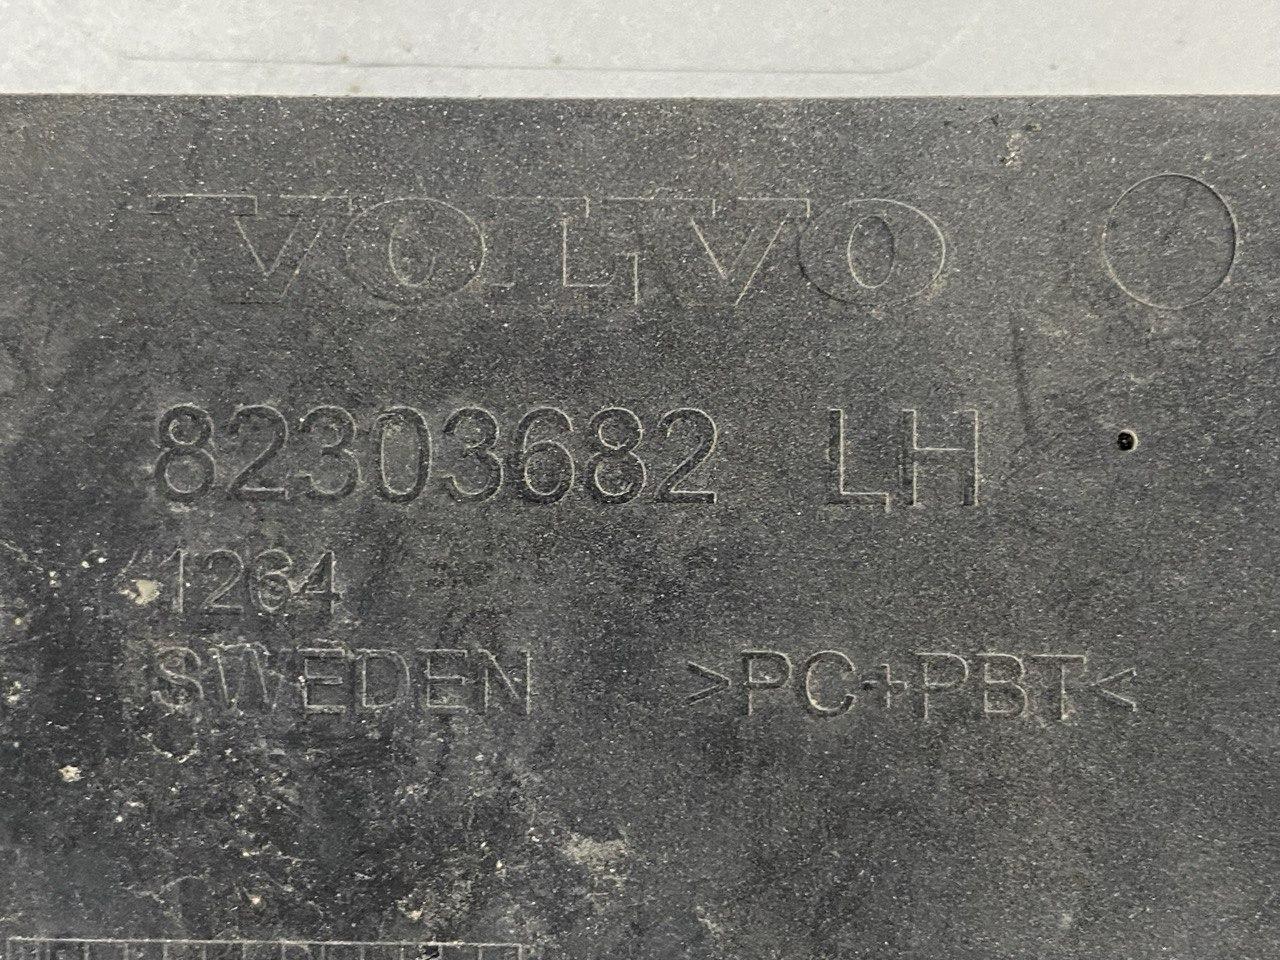 VOLVO
82303682 LH
1264
SWEDEN >PC+PBT<